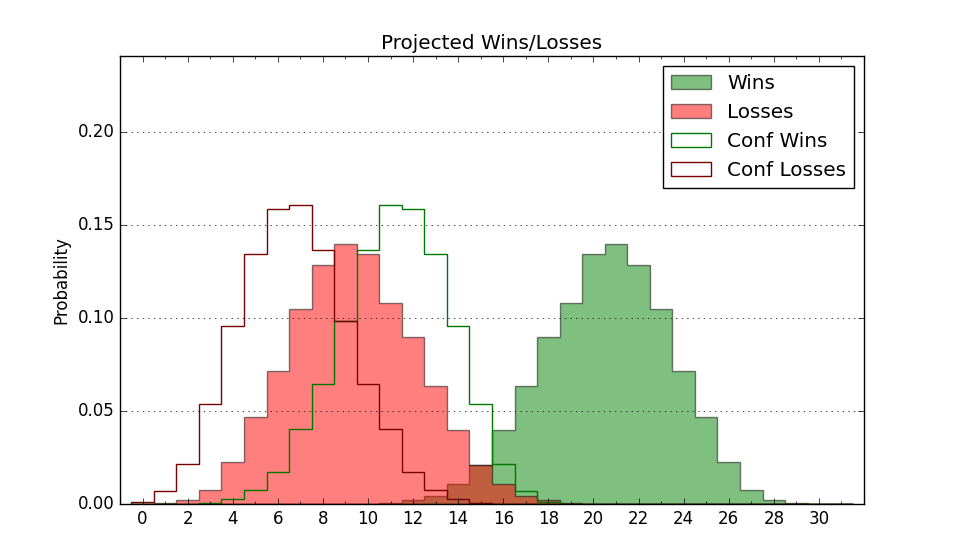 Projected Wins/Losses
Wins
Losses
Conf Wins
Conf Losses
Probability
0.20
0.15
0.10
0.05
0.00
0 2 4 6 8 10 12 14 16 18 20 22 24 26 28 30